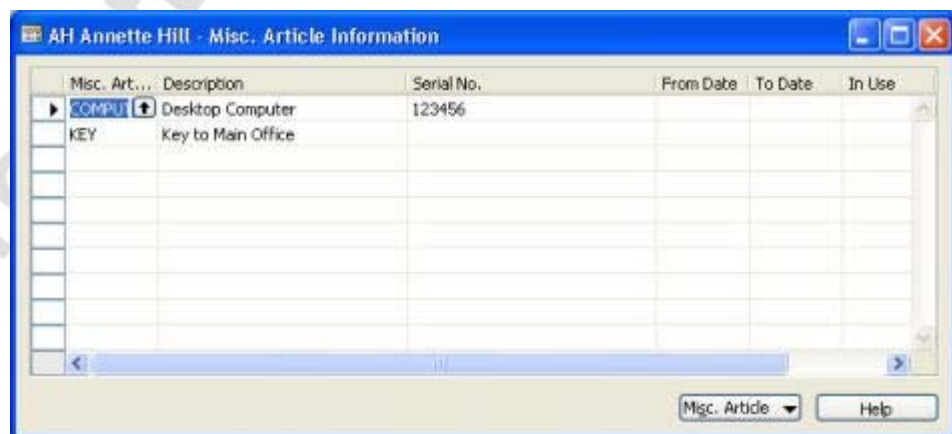 AH Annette Hill - Misc. Article Information
Misc. Art... Description Serial No. From Date To Date In Use
COMPUT Desktop Computer 123456
KEY Key to Main Office
Misc. Article Help